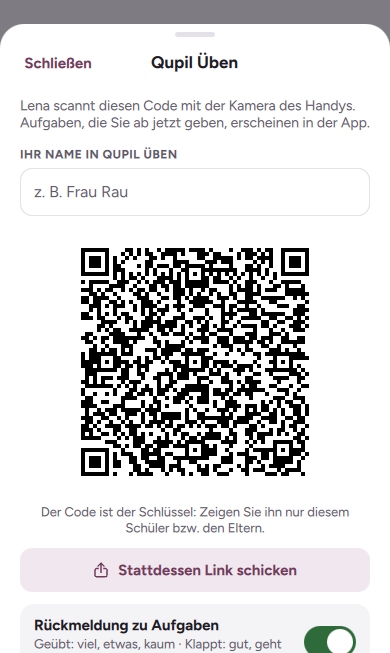 Schließen
Qupil Üben
Lena scannt diesen Code mit der Kamera des Handys.
Aufgaben, die Sie ab jetzt geben, erscheinen in der App.
IHR NAME IN QUPIL ÜBEN
z. B. Frau Rau
Der Code ist der Schlüssel: Zeigen Sie ihn nur diesem
Schüler bzw. den Eltern.
Stattdessen Link schicken
Rückmeldung zu Aufgaben
Geübt: viel, etwas, kaum · Klappt: gut, geht